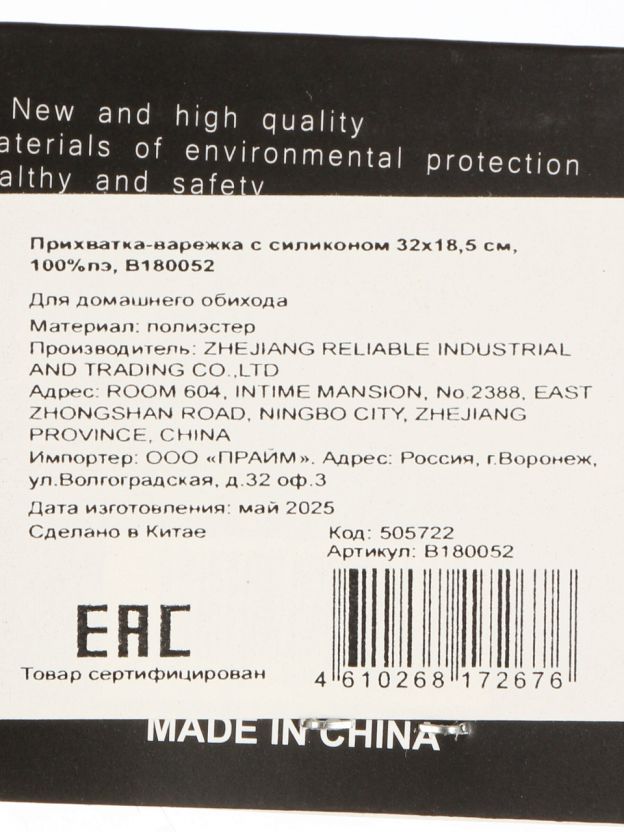 New and high quality
aterials of environmental protection
althy and safety
Прихватка-варежка с силиконом 32х18,5 см,
100%пэ, B180052
Для домашнего обихода
Материал: полиэстер
Производитель: ZHEJIANG RELIABLE INDUSTRIAL
AND TRADING CO.,LTD
Адрес: ROOM 604, INTIME MANSION, No.2388, EAST
ZHONGSHAN ROAD, NINGBO CITY, ZHEJIANG
PROVINCE, CHINA
Импортер: ООО «ПРАЙМ». Адрес: Россия, г.Воронеж,
ул.Волгоградская, д.32 оф.3
Дата изготовления: май 2025
Сделано в Китае
Код: 505722
Артикул: B180052
EAC
Товар сертифицирован
4 610268 172676
MADE IN CHINA